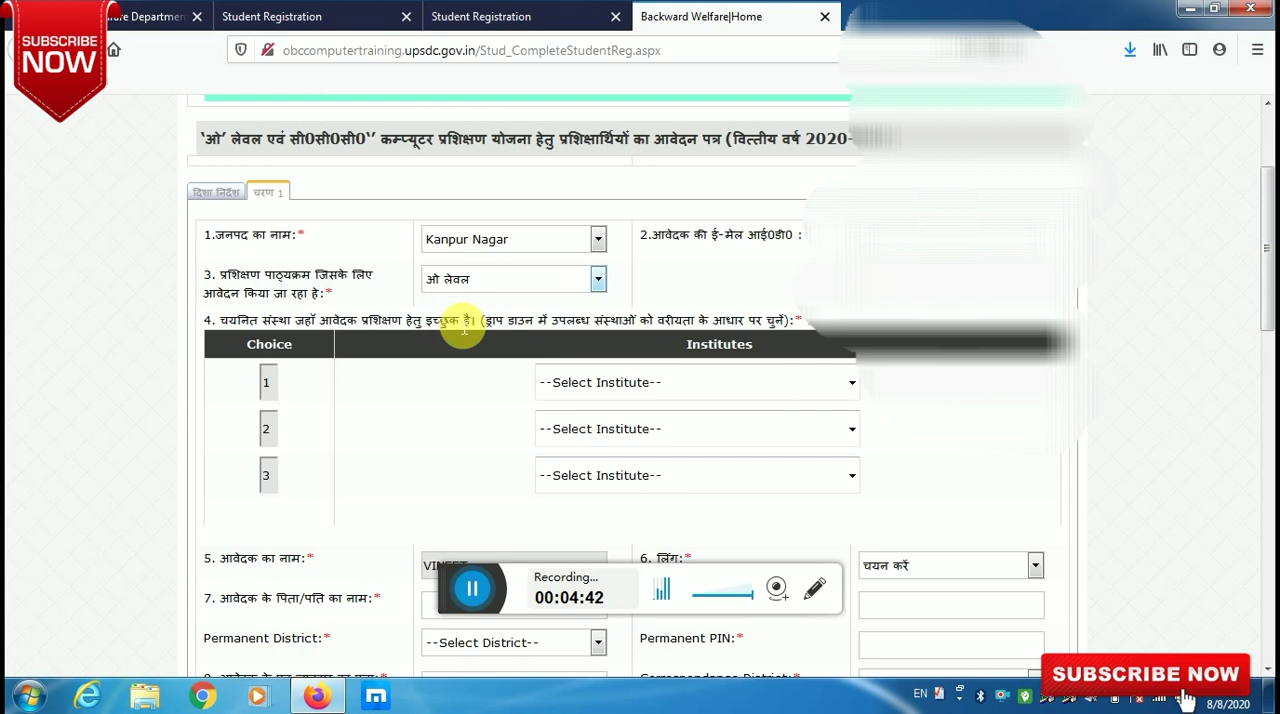 SUBSCRIBE
NOW
Student Registration
Student Registration
Backward Welfare|Home
obccomputertraining.upsdc.gov.in/Stud_CompleteStudentReg.aspx
'ओ' लेवल एवं सी0सी0सी0'' कम्प्यूटर प्रशिक्षण योजना हेतु प्रशिक्षार्थियों का आवेदन पत्र (वित्तीय वर्ष 2020-
दिशा निर्देश चरण 1
1.जनपद का नाम:* Kanpur Nagar 2.आवेदक की ई-मेल आई0डी0 :
3. प्रशिक्षण पाठ्यक्रम जिसके लिए
आवेदन किया जा रहा है:* ओ लेवल
4. चयनित संस्था जहाँ आवेदक प्रशिक्षण हेतु इच्छुक है। (ड्राप डाउन में उपलब्ध संस्थाओं को वरीयता के आधार पर चुनें):*
Choice Institutes
1 --Select Institute--
2 --Select Institute--
3 --Select Institute--
5. आवेदक का नाम:* 6. लिंग:* चयन करें
Recording...
00:04:42
7. आवेदक के पिता/पति का नाम:*
Permanent District:* --Select District-- Permanent PIN:*
SUBSCRIBE NOW
EN
8/8/2020